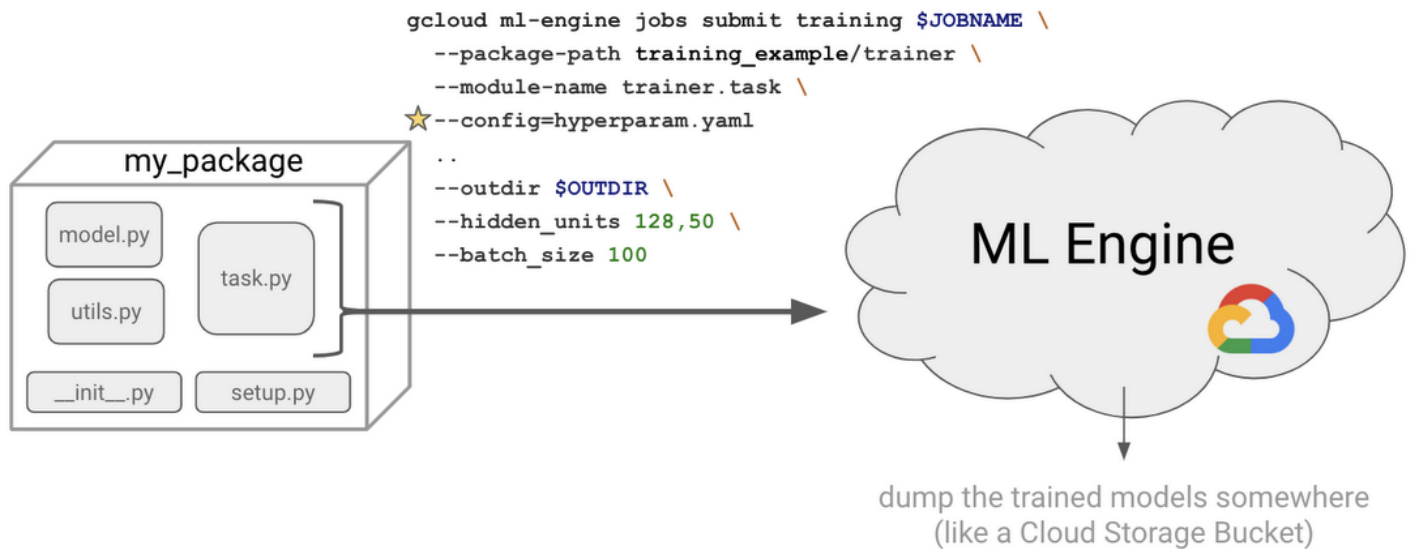 gcloud ml-engine jobs submit training $JOBNAME \
--package-path training_example/trainer \
--module-name trainer.task \
--config=hyperparam.yaml
..
--outdir $OUTDIR \
--hidden_units 128,50 \
--batch_size 100
my_package
model.py
task.py
utils.py
__init__.py
setup.py
ML Engine
dump the trained models somewhere
(like a Cloud Storage Bucket)